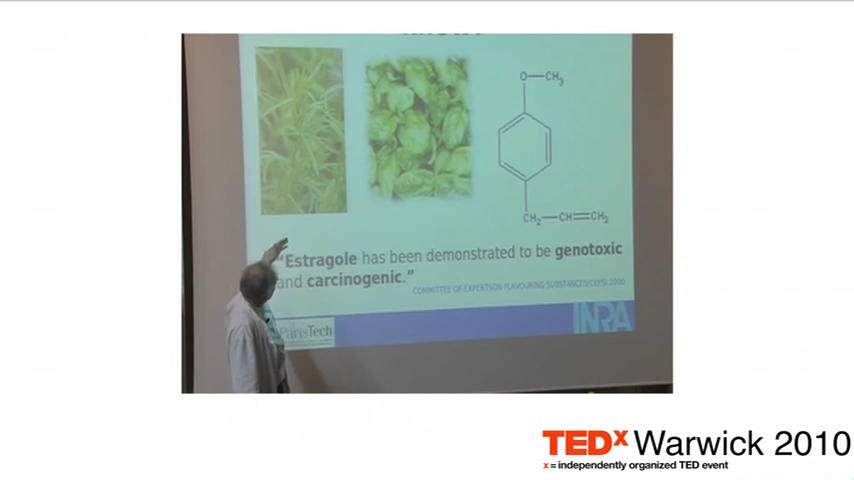 O—CH3
CH2—CH=CH2
"Estragole has been demonstrated to be genotoxic
and carcinogenic."
COMMITTEE OF EXPERTSON FLAVOURING SUBSTANCES/CEFS) 2000
ParisTech
INRA
TEDx Warwick 2010
x = independently organized TED event